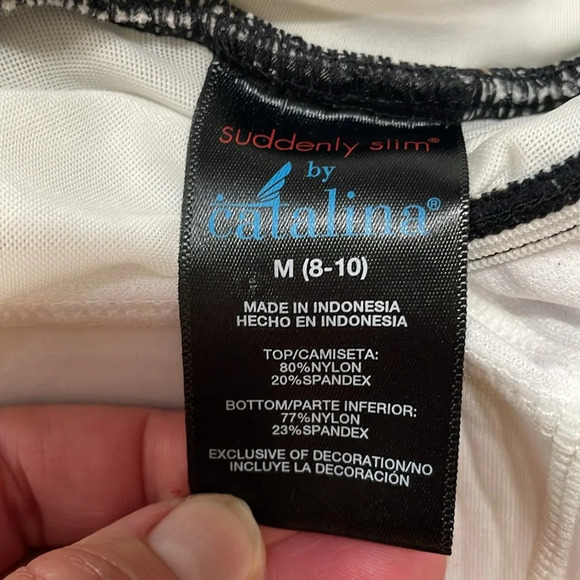 Suddenly slim®
by
catalina®
M (8-10)
MADE IN INDONESIA
HECHO EN INDONESIA
TOP/CAMISETA:
80%NYLON
20%SPANDEX
BOTTOM/PARTE INFERIOR:
77%NYLON
23%SPANDEX
EXCLUSIVE OF DECORATION/NO
INCLUYE LA DECORACIÓN